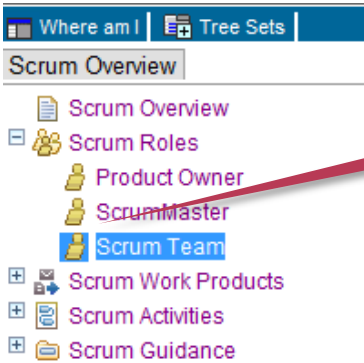 Where am I Tree Sets
Scrum Overview
Scrum Overview
Scrum Roles
Product Owner
ScrumMaster
Scrum Team
Scrum Work Products
Scrum Activities
Scrum Guidance